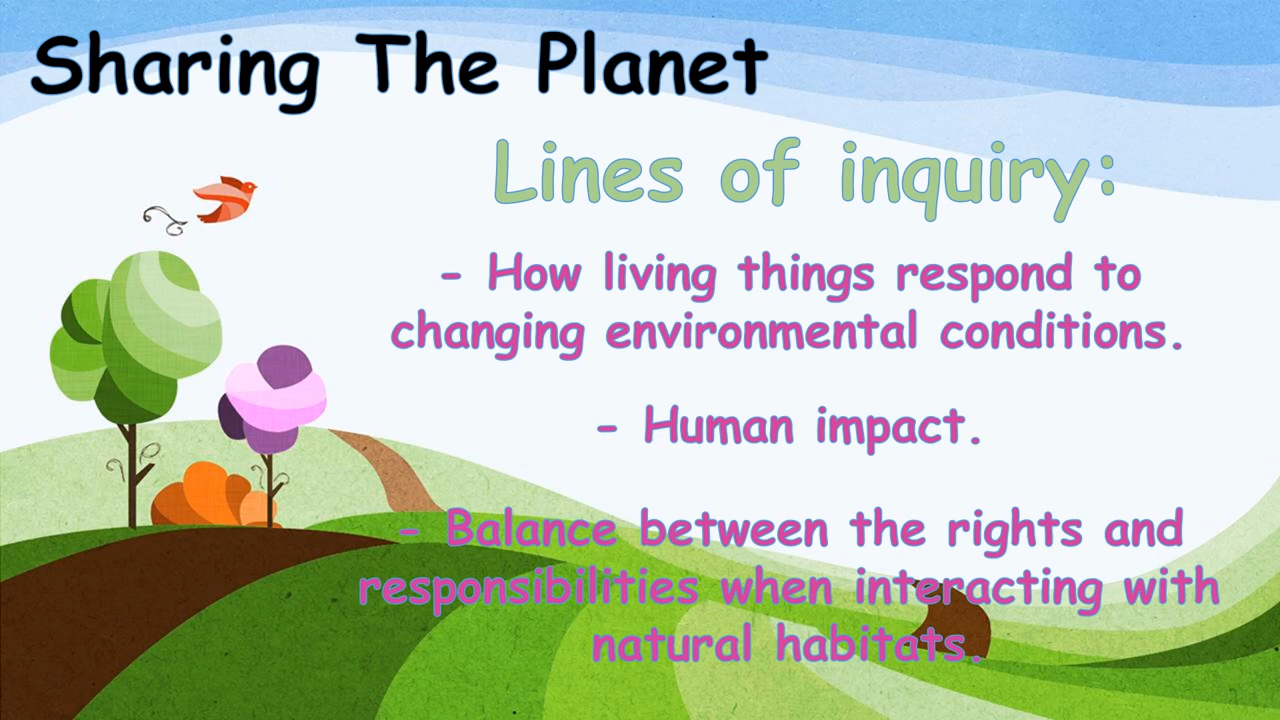 Sharing The Planet
Lines of inquiry:
- How living things respond to
changing environmental conditions.
- Human impact.
- Balance between the rights and
responsibilities when interacting with
natural habitats.